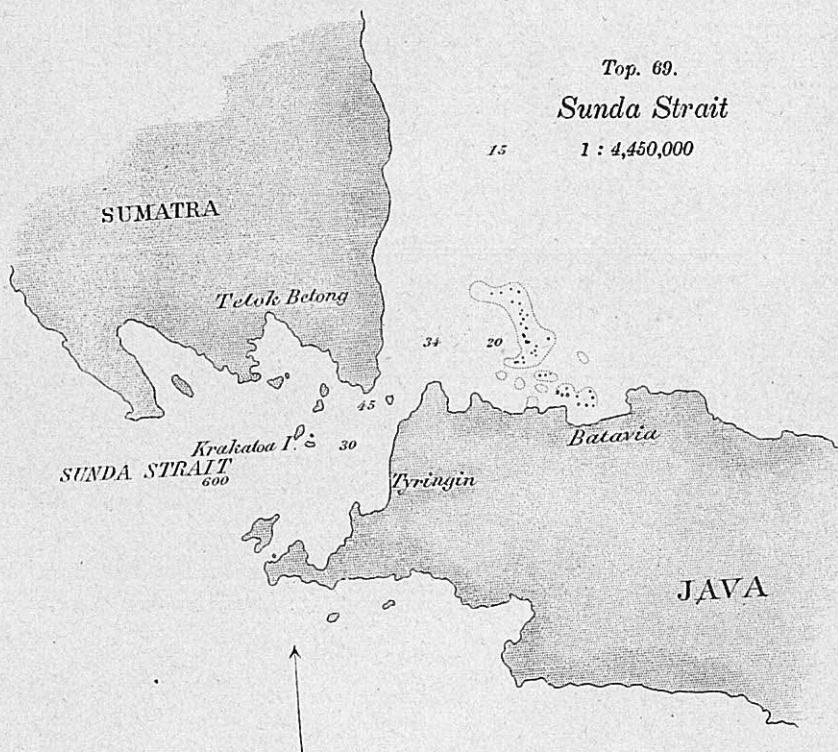 Top. 69.
Sunda Strait
1 : 4,450,000
15
SUMATRA
Telok Betong
34
20
45
Krakatoa I.
30
Batavia
SUNDA STRAIT
600
Tyringin
JAVA